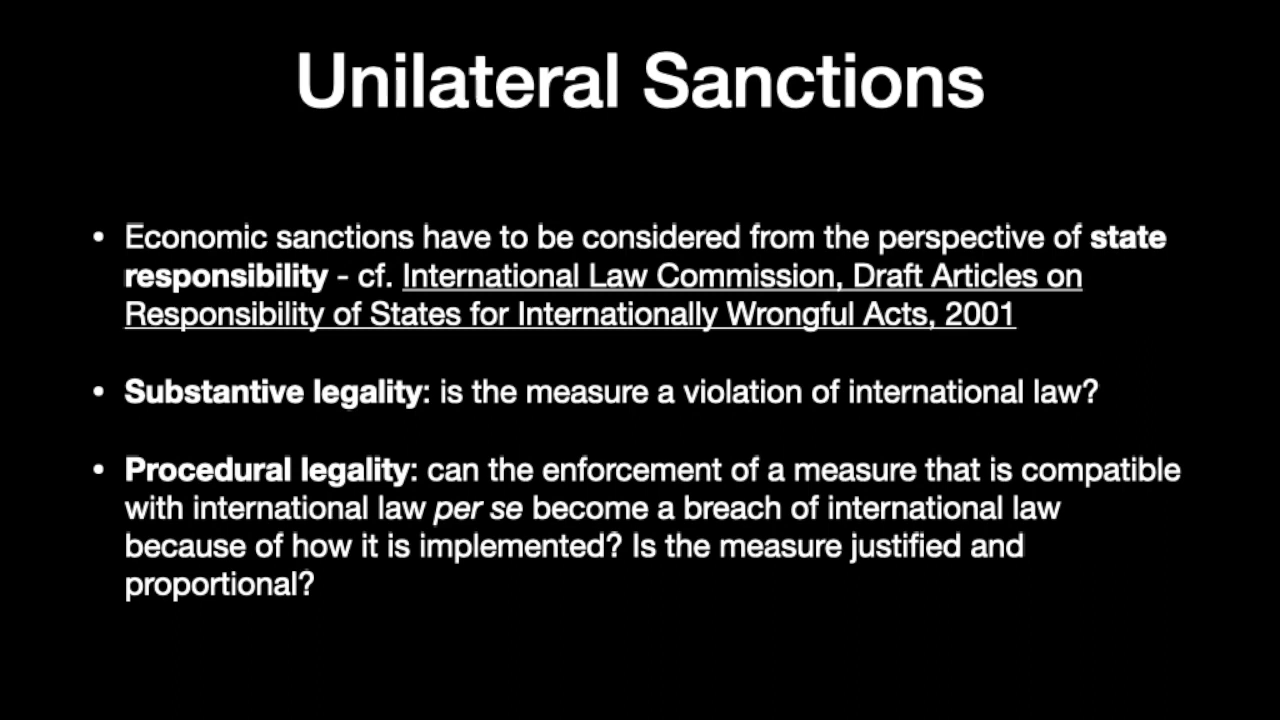 Unilateral Sanctions
• Economic sanctions have to be considered from the perspective of state
responsibility - cf. International Law Commission, Draft Articles on
Responsibility of States for Internationally Wrongful Acts, 2001
• Substantive legality: is the measure a violation of international law?
• Procedural legality: can the enforcement of a measure that is compatible
with international law per se become a breach of international law
because of how it is implemented? Is the measure justified and
proportional?